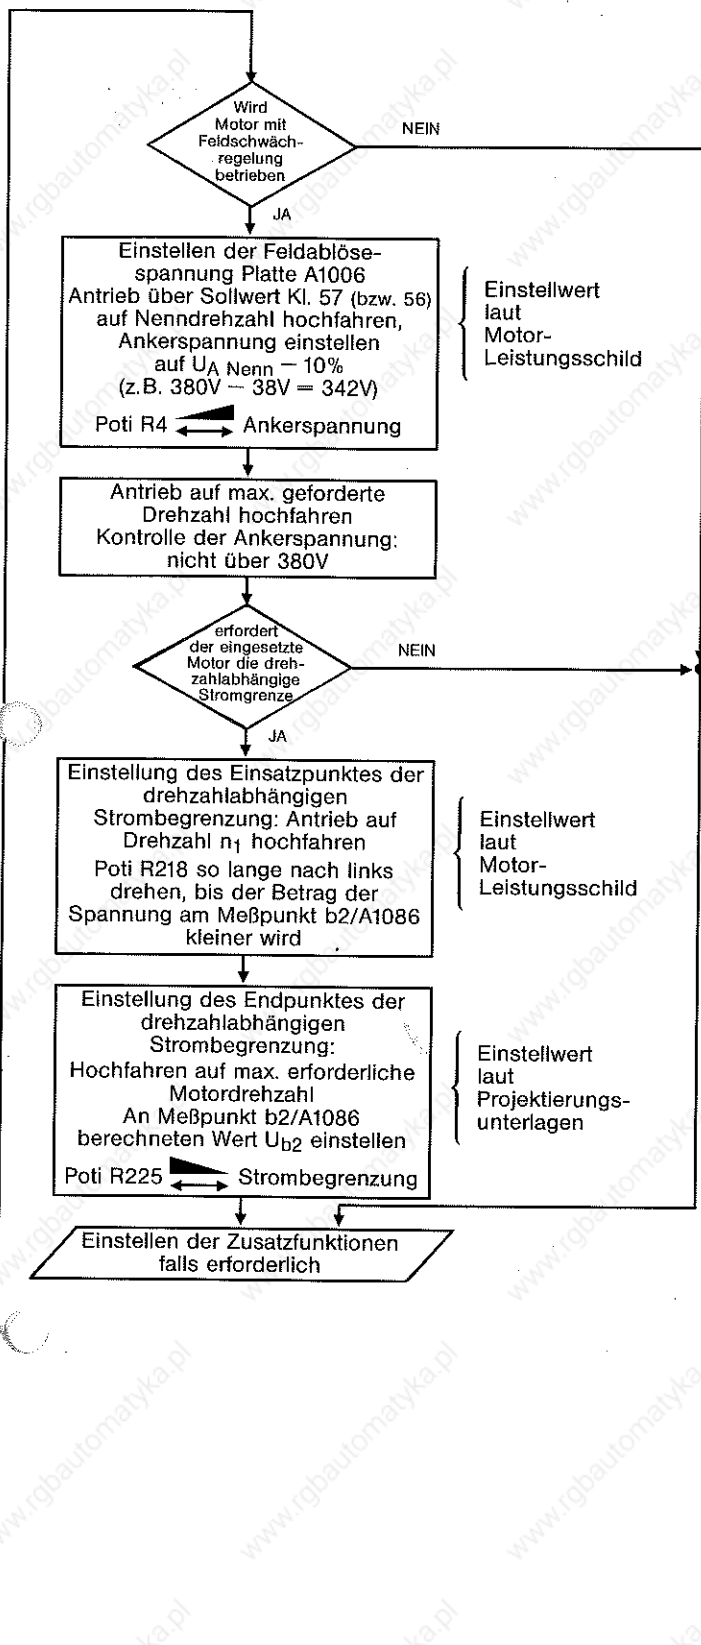 Wird
Motor mit
Feldschwäch-
regelung
betrieben
NEIN
JA
Einstellen der Feldablöse-
spannung Platte A1006
Antrieb über Sollwert Kl. 57 (bzw. 56)
auf Nenndrehzahl hochfahren,
Ankerspannung einstellen
auf UA Nenn – 10%
(z.B. 380V – 38V = 342V)
Poti R4 Ankerspannung
Einstellwert
laut
Motor-
Leistungsschild
Antrieb auf max. geforderte
Drehzahl hochfahren
Kontrolle der Ankerspannung:
nicht über 380V
erfordert
der eingesetzte
Motor die dreh-
zahlabhängige
Stromgrenze
NEIN
JA
Einstellung des Einsatzpunktes der
drehzahlabhängigen
Strombegrenzung: Antrieb auf
Drehzahl n1 hochfahren
Poti R218 so lange nach links
drehen, bis der Betrag der
Spannung am Meßpunkt b2/A1086
kleiner wird
Einstellwert
laut
Motor-
Leistungsschild
Einstellung des Endpunktes der
drehzahlabhängigen
Strombegrenzung:
Hochfahren auf max. erforderliche
Motordrehzahl
An Meßpunkt b2/A1086
berechneten Wert Ub2 einstellen
Poti R225 Strombegrenzung
Einstellwert
laut
Projektierungs-
unterlagen
Einstellen der Zusatzfunktionen
falls erforderlich
www.rgbautomatyka.pl